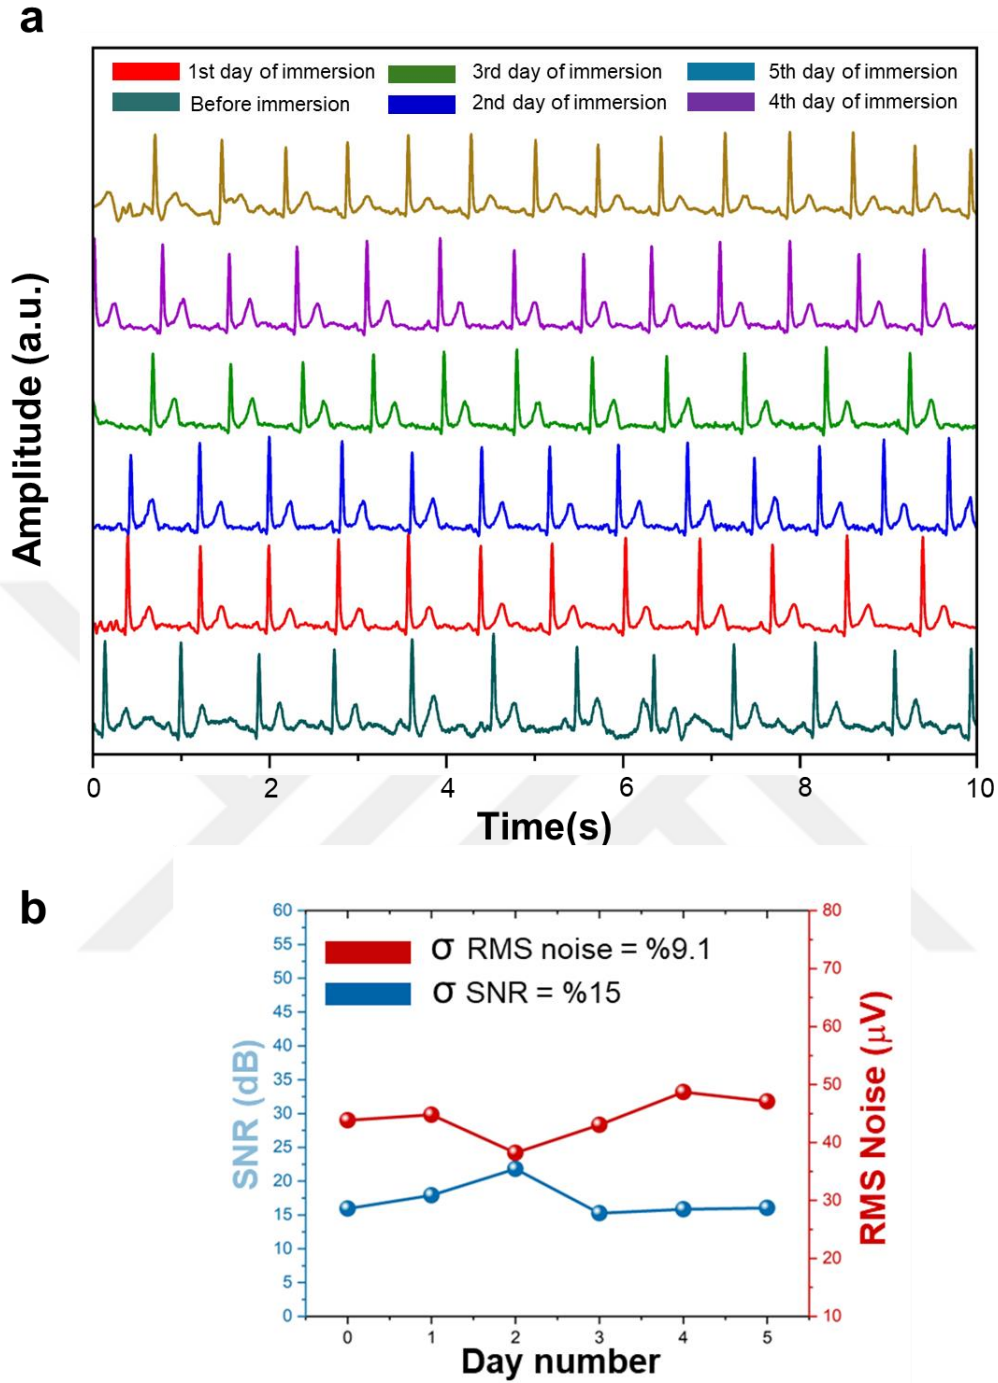 a
1st day of immersion 3rd day of immersion 5th day of immersion
Before immersion 2nd day of immersion 4th day of immersion
Amplitude (a.u.)
0 2 4 6 8 10
Time(s)
b
60
55
50
45
40
35
30
25
20
15
10
5
0
SNR (dB)
σ RMS noise = %9.1
σ SNR = %15
80
70
60
50
40
30
20
10
RMS Noise (μV)
0 1 2 3 4 5
Day number